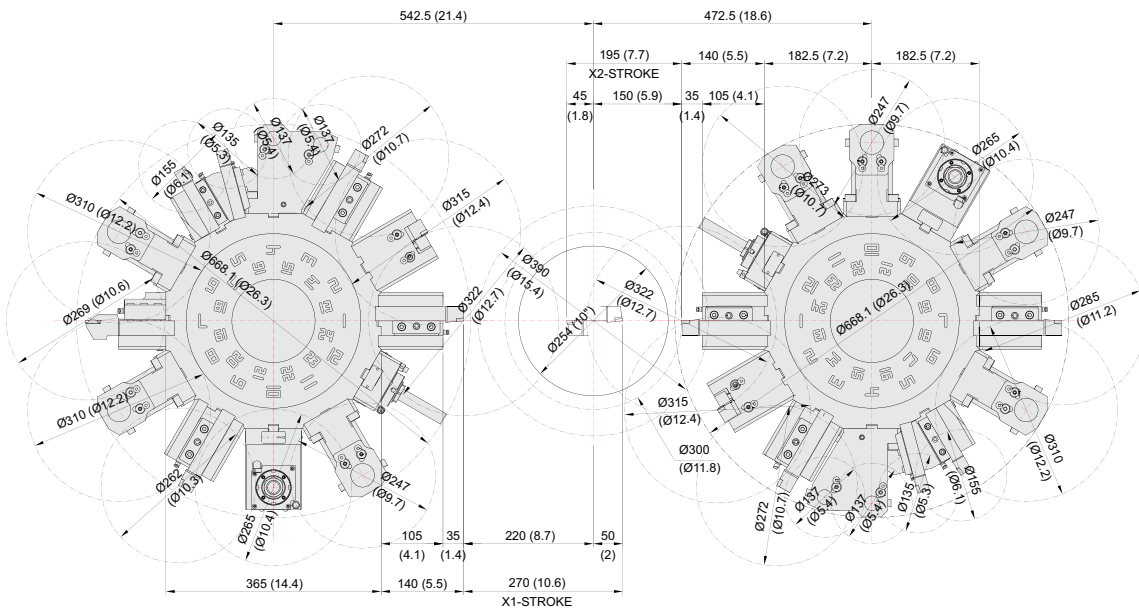 542.5 (21.4)
472.5 (18.6)
195 (7.7)
X2-STROKE
140 (5.5)
182.5 (7.2)
182.5 (7.2)
45
(1.8)
150 (5.9)
35
(1.4)
105 (4.1)
Ø155
(Ø6.1)
Ø135
(Ø5.3)
Ø137
(Ø5.4)
Ø137
(Ø5.4)
Ø272
(Ø10.7)
Ø315
(Ø12.4)
Ø310 (Ø12.2)
Ø668.1 (Ø26.3)
Ø269 (Ø10.6)
Ø310 (Ø12.2)
Ø262
(Ø10.3)
Ø265
(Ø10.4)
Ø247
(Ø9.7)
Ø322
(Ø12.7)
Ø390
(Ø15.4)
Ø322
(Ø12.7)
Ø254 (10")
Ø315
(Ø12.4)
Ø300
(Ø11.8)
Ø273
(Ø10.7)
Ø247
(Ø9.7)
Ø265
(Ø10.4)
Ø247
(Ø9.7)
Ø668.1 (Ø26.3)
Ø285
(Ø11.2)
Ø310
(Ø12.2)
Ø155
(Ø6.1)
Ø135
(Ø5.3)
Ø137
(Ø5.4)
Ø137
(Ø5.4)
Ø272
(Ø10.7)
105
(4.1)
35
(1.4)
220 (8.7)
50
(2)
365 (14.4)
140 (5.5)
270 (10.6)
X1-STROKE